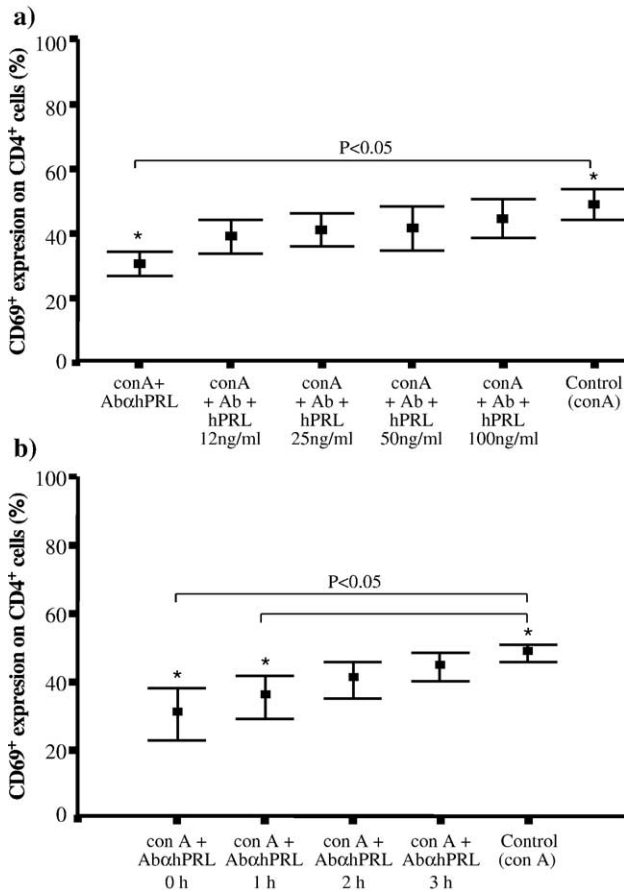 a)
CD69+ expresion on CD4+ cells (%)
100
80
60
40
20
0
P<0.05
*
*
conA+
AbαhPRL
conA
+ Ab +
hPRL
12ng/ml
conA
+ Ab +
hPRL
25ng/ml
conA
+ Ab +
hPRL
50ng/ml
conA
+ Ab +
hPRL
100ng/ml
Control
(conA)
b)
CD69+ expresion on CD4+ cells (%)
100
80
60
40
20
0
P<0.05
*
*
*
con A +
AbαhPRL
0 h
con A +
AbαhPRL
1 h
con A +
AbαhPRL
2 h
con A +
AbαhPRL
3 h
Control
(con A)